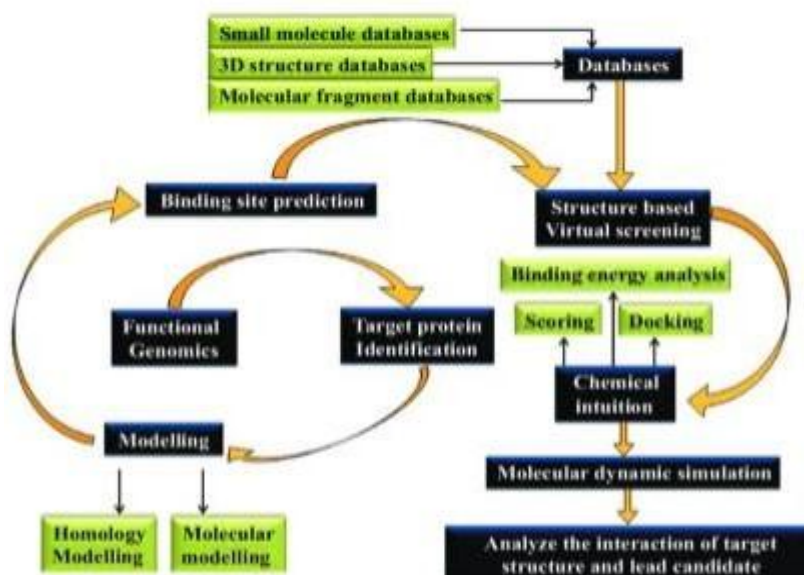 Small molecule databases
3D structure databases
Databases
Molecular fragment databases
Binding site prediction
Structure based
Virtual screening
Binding energy analysis
Functional
Genomics
Target protein
Identification
Scoring
Docking
Chemical
intuition
Modelling
Molecular dynamic simulation
Homology
Modelling
Molecular
modelling
Analyze the interaction of target
structure and lead candidate